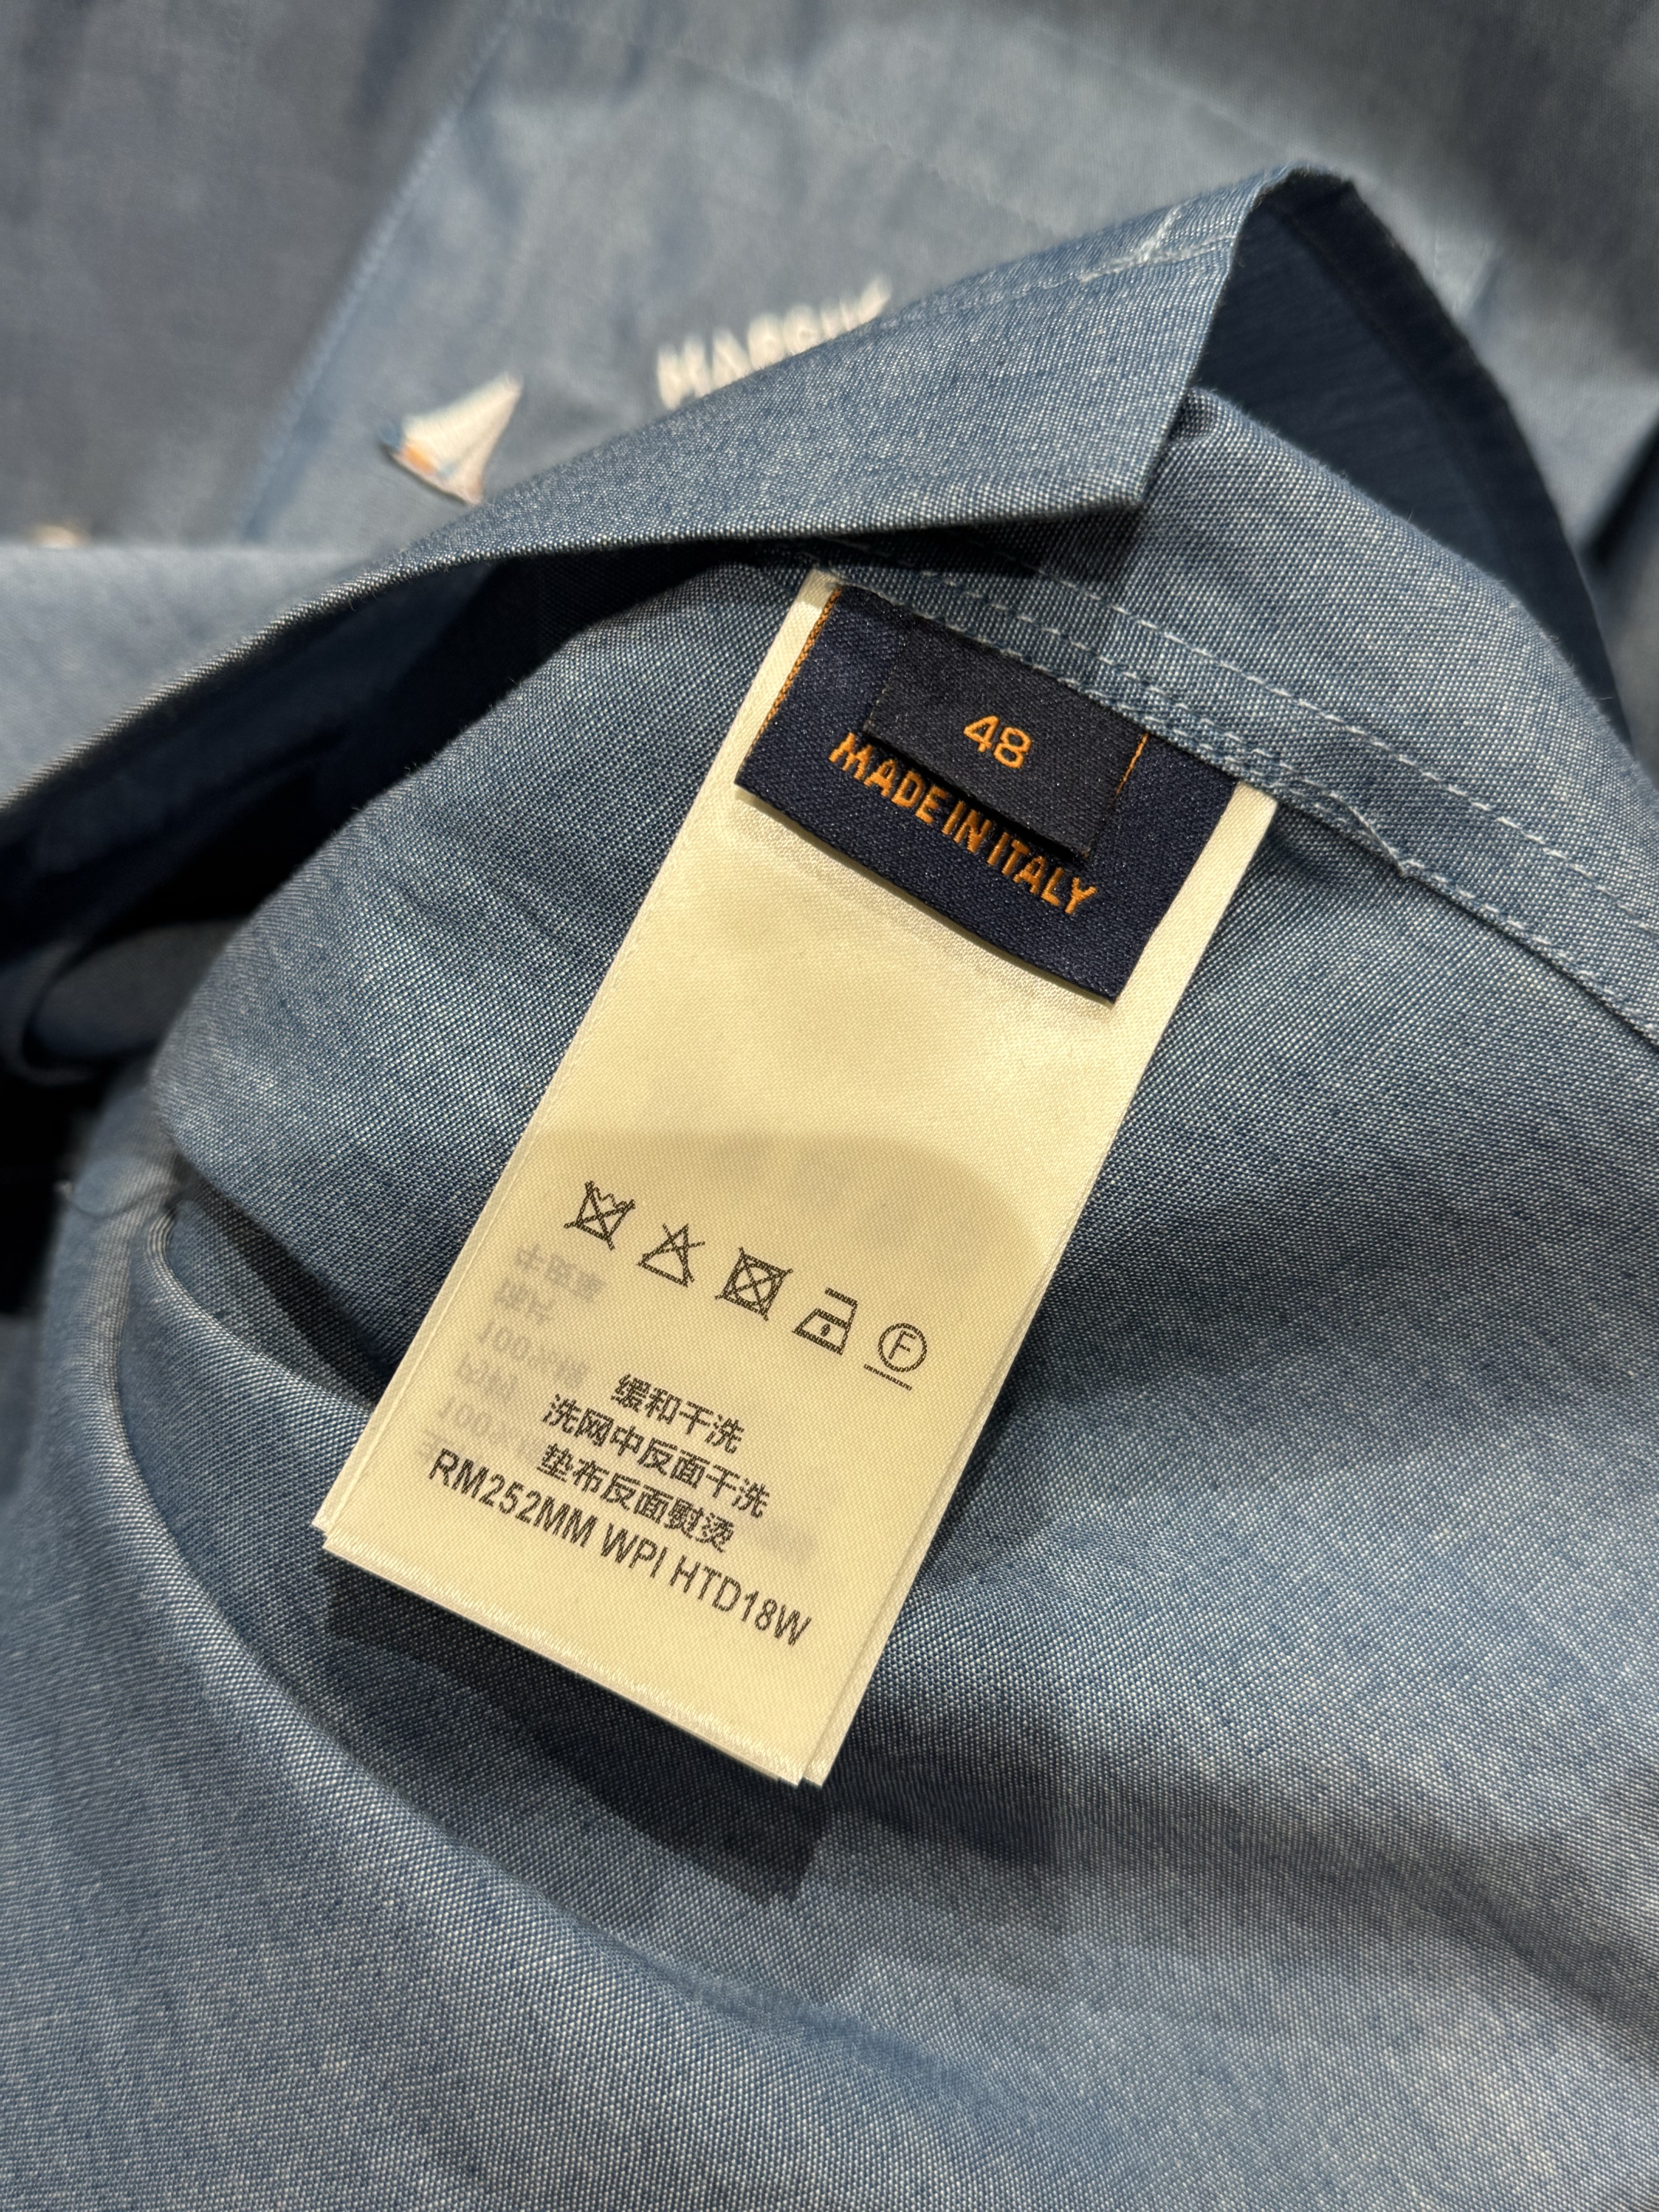 48
MADE IN ITALY
F
缓和干洗
洗网中反面干洗
垫布反面熨烫
RM252MM WPI HTD18W